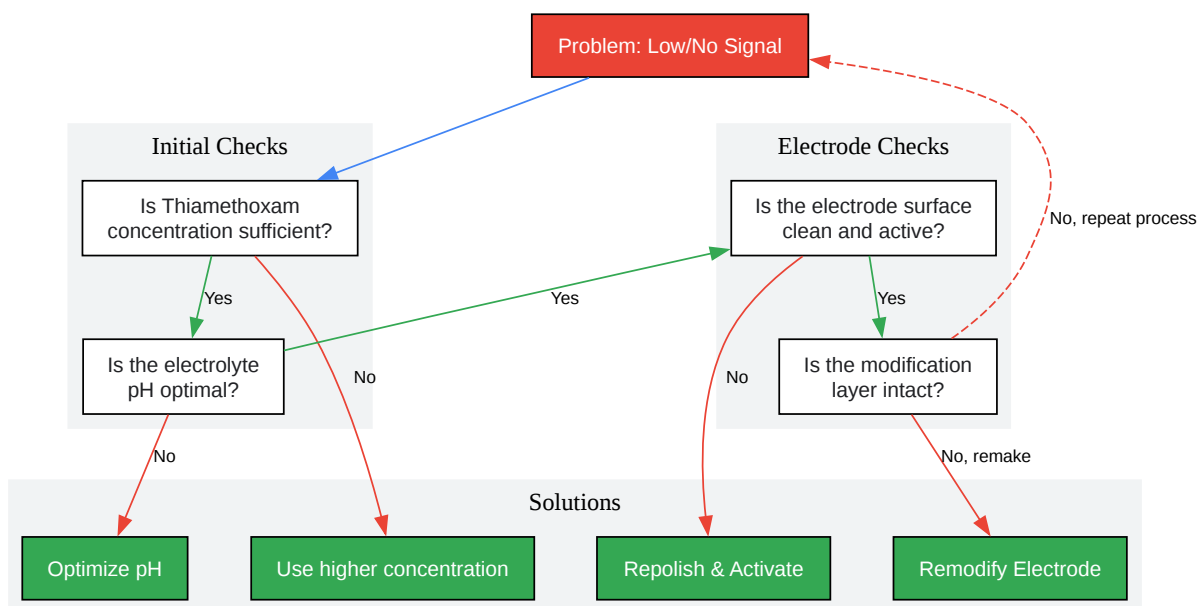 Problem: Low/No Signal
Initial Checks
Electrode Checks
Is Thiamethoxam
concentration sufficient?
Is the electrode surface
clean and active?
No, repeat process
Yes
Yes
Yes
Is the electrolyte
pH optimal?
Is the modification
layer intact?
No
No
No
No, remake
Solutions
Optimize pH
Use higher concentration
Repolish & Activate
Remodify Electrode